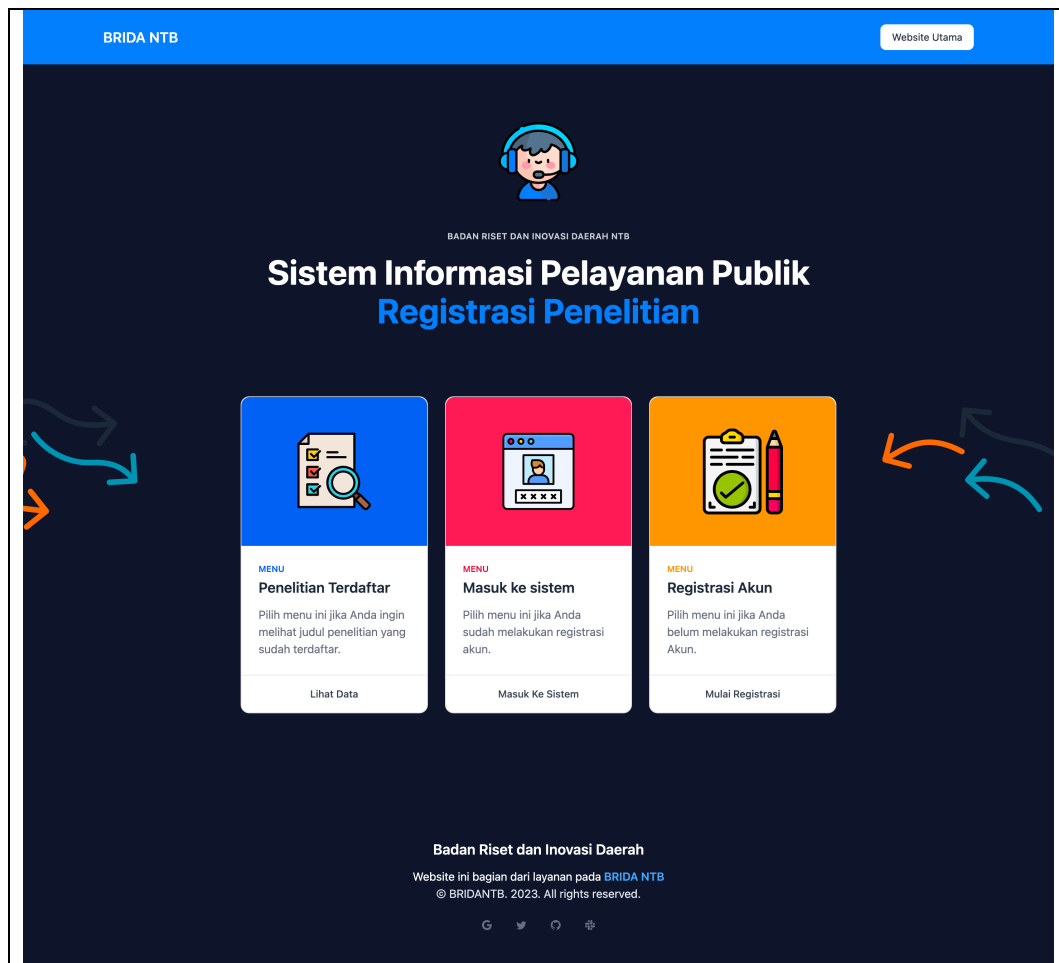 BRIDA NTB
Website Utama
BADAN RISET DAN INOVASI DAERAH NTB
Sistem Informasi Pelayanan Publik
Registrasi Penelitian
MENU
Penelitian Terdaftar
Pilih menu ini jika Anda ingin
melihat judul penelitian yang
sudah terdaftar.
Lihat Data
MENU
Masuk ke sistem
Pilih menu ini jika Anda
sudah melakukan registrasi
akun.
Masuk Ke Sistem
MENU
Registrasi Akun
Pilih menu ini jika Anda
belum melakukan registrasi
Akun.
Mulai Registrasi
Badan Riset dan Inovasi Daerah
Website ini bagian dari layanan pada BRIDA NTB
© BRIDANTB. 2023. All rights reserved.